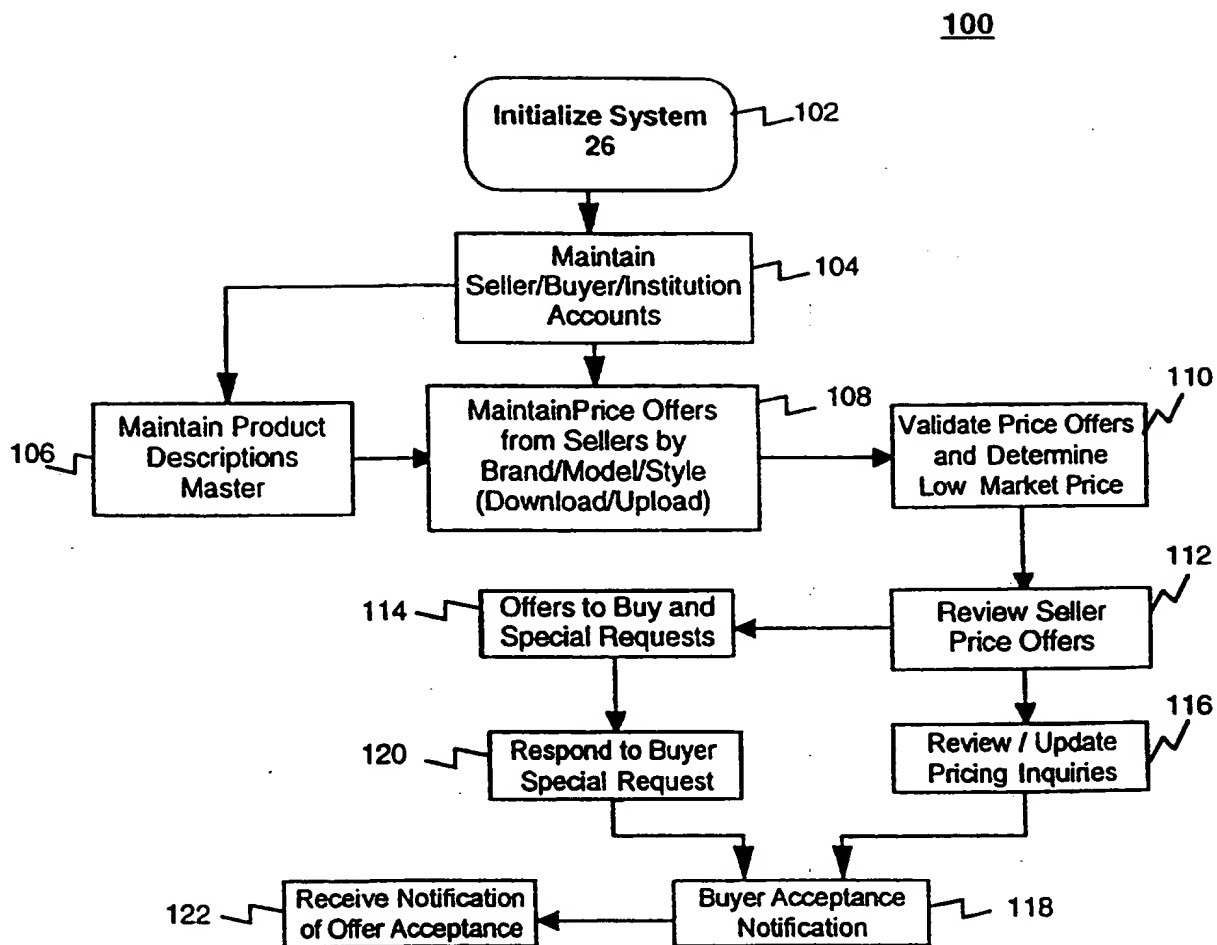 100
Initialize System
26
102
Maintain
Seller/Buyer/Institution
Accounts
104
106
Maintain Product
Descriptions
Master
MaintainPrice Offers
from Sellers by
Brand/Model/Style
(Download/Upload)
108
110
Validate Price Offers
and Determine
Low Market Price
112
114
Offers to Buy and
Special Requests
Review Seller
Price Offers
116
120
Respond to Buyer
Special Request
Review / Update
Pricing Inquiries
122
Receive Notification
of Offer Acceptance
Buyer Acceptance
Notification
118